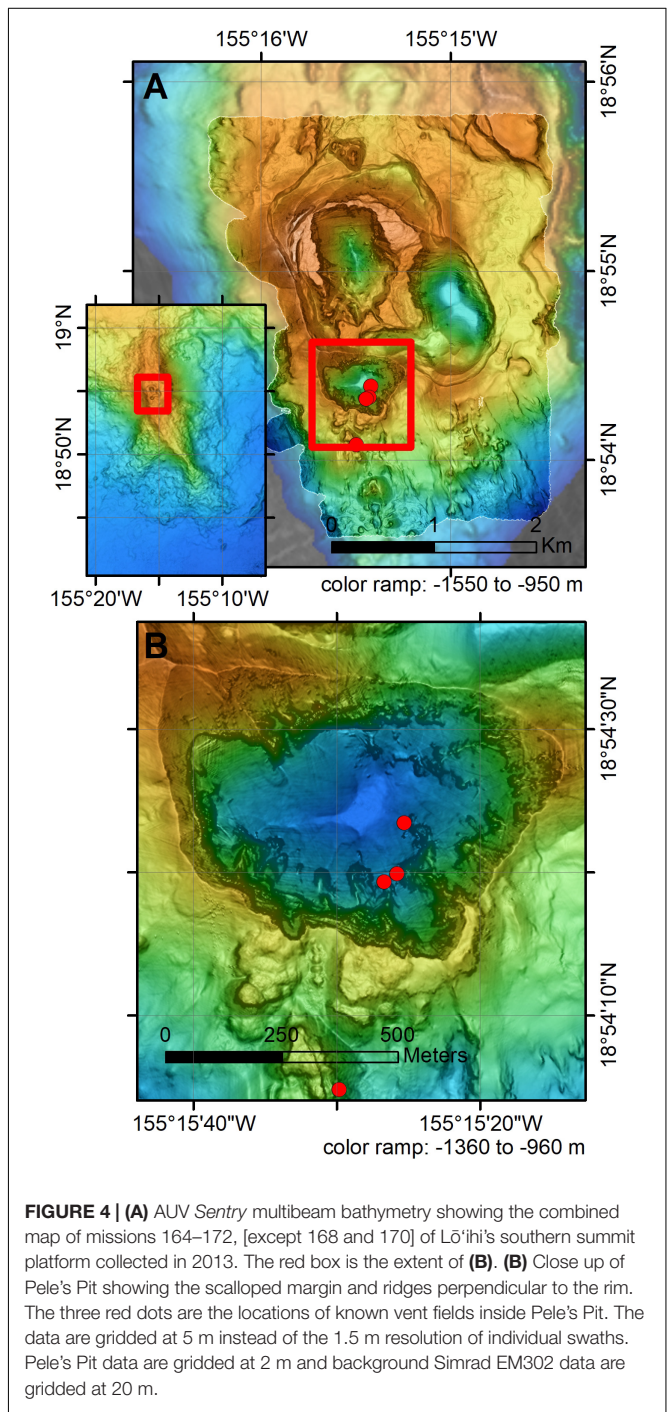 155°16'W 155°15'W
A
18°56'N
18°55'N
19°N
18°50'N
18°54'N
0 1 2
Km
155°20'W 155°10'W
color ramp: -1550 to -950 m
B
18°54'30"N
18°54'10"N
0 250 500
Meters
155°15'40"W 155°15'20"W
color ramp: -1360 to -960 m
FIGURE 4 | (A) AUV Sentry multibeam bathymetry showing the combined
map of missions 164–172, [except 168 and 170] of Lō‘ihi’s southern summit
platform collected in 2013. The red box is the extent of (B). (B) Close up of
Pele’s Pit showing the scalloped margin and ridges perpendicular to the rim.
The three red dots are the locations of known vent fields inside Pele’s Pit. The
data are gridded at 5 m instead of the 1.5 m resolution of individual swaths.
Pele’s Pit data are gridded at 2 m and background Simrad EM302 data are
gridded at 20 m.